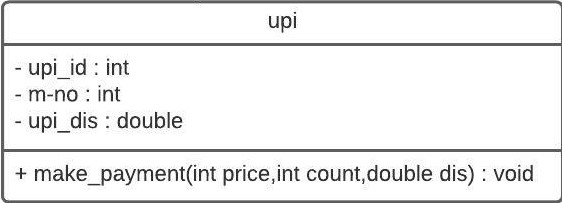 upi
- upi_id : int
- m-no : int
- upi_dis : double
+ make_payment(int price,int count,double dis) : void